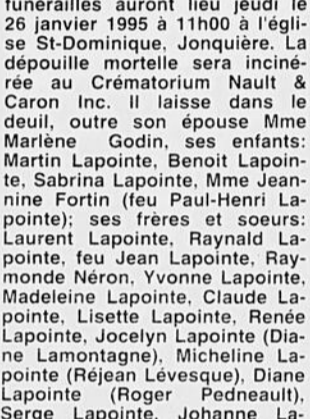 funérailles auront lieu jeudi le
26 janvier 1995 à 11h00 à l'égli-
se St-Dominique, Jonquière. La
dépouille mortelle sera inciné-
rée au Crématorium Nault &
Caron Inc. Il laisse dans le
deuil, outre son épouse Mme
Marlène Godin, ses enfants:
Martin Lapointe, Benoit Lapoin-
te, Sabrina Lapointe, Mme Jean-
nine Fortin (feu Paul-Henri La-
pointe); ses frères et soeurs:
Laurent Lapointe, Raynald La-
pointe, feu Jean Lapointe, Ray-
monde Néron, Yvonne Lapointe,
Madeleine Lapointe, Claude La-
pointe, Lisette Lapointe, Renée
Lapointe, Jocelyn Lapointe (Dia-
ne Lamontagne), Micheline La-
pointe (Réjean Lévesque), Diane
Lapointe (Roger Pedneault),
Serge Lapointe, Johanne La-